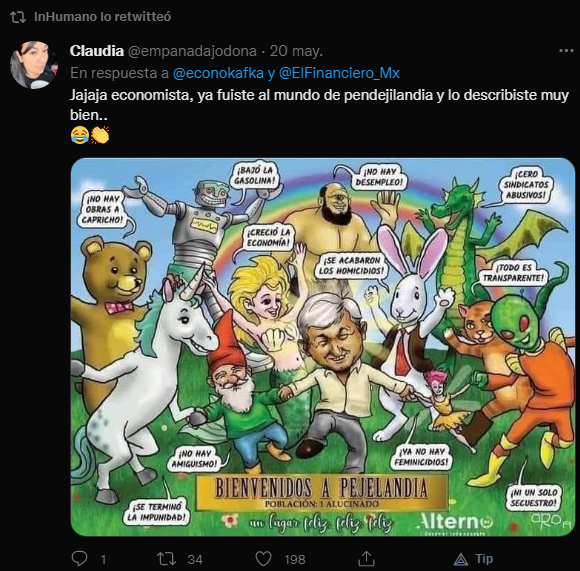 InHumano lo retwitteó
Claudia @empanadajodona · 20 may.
En respuesta a @econokafka y @ElFinanciero_Mx
Jajaja economista, ya fuiste al mundo de pendejilandia y lo describiste muy
bien..
¡NO HAY
OBRAS A
CAPRICHO!
¡BAJÓ LA
GASOLINA!
¡NO HAY
DESEMPLEO!
¡CERO
SINDICATOS
ABUSIVOS!
¡CRECIÓ LA
ECONOMÍA!
¡SE ACABARON
LOS HOMICIDIOS!
¡TODO ES
TRANSPARENTE!
¡NO HAY
AMIGUISMO!
¡YA NO HAY
FEMINICIDIOS!
¡SE TERMINÓ
LA IMPUNIDAD!
¡NI UN SOLO
SECUESTRO!
BIENVENIDOS A PEJELANDIA
POBLACIÓN: 1 ALUCINADO
un lugar feliz, feliz, feliz
Alterno
1
34
198
Tip